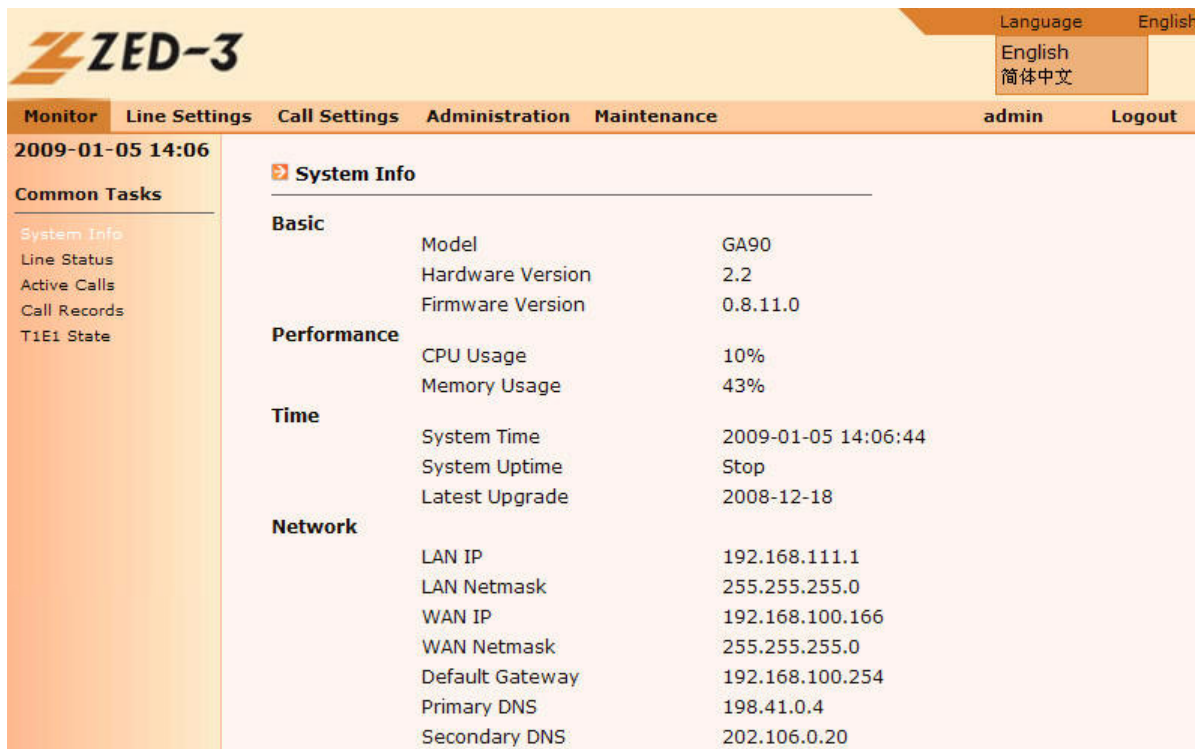 ZED-3
Language English
English
简体中文
Monitor Line Settings Call Settings Administration Maintenance admin Logout
2009-01-05 14:06
Common Tasks
System Info
Line Status
Active Calls
Call Records
T1E1 State
System Info
Basic
Model GA90
Hardware Version 2.2
Firmware Version 0.8.11.0
Performance
CPU Usage 10%
Memory Usage 43%
Time
System Time 2009-01-05 14:06:44
System Uptime Stop
Latest Upgrade 2008-12-18
Network
LAN IP 192.168.111.1
LAN Netmask 255.255.255.0
WAN IP 192.168.100.166
WAN Netmask 255.255.255.0
Default Gateway 192.168.100.254
Primary DNS 198.41.0.4
Secondary DNS 202.106.0.20